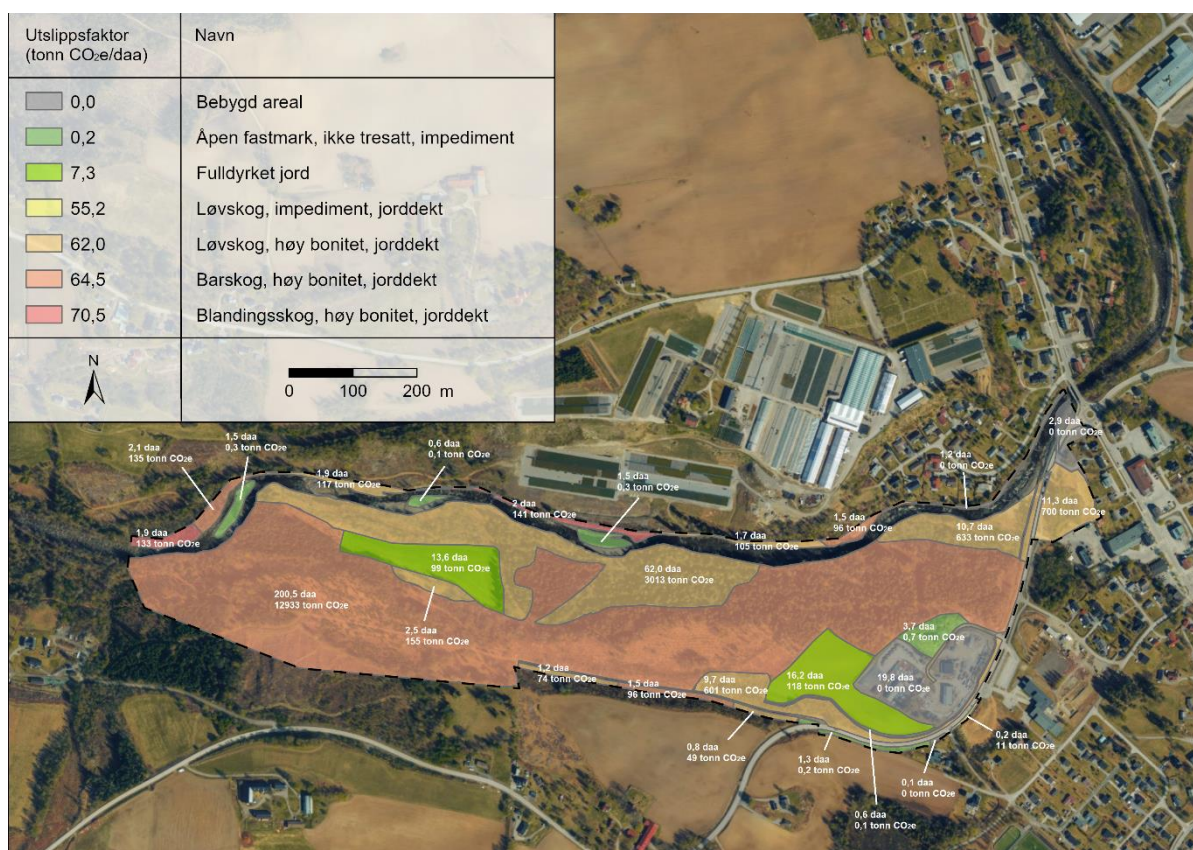 Utslippsfaktor
(tonn CO2e/daa)
Navn
0,0 Bebygd areal
0,2 Åpen fastmark, ikke tresatt, impediment
7,3 Fulldyrket jord
55,2 Løvskog, impediment, jorddekt
62,0 Løvskog, høy bonitet, jorddekt
64,5 Barskog, høy bonitet, jorddekt
70,5 Blandingsskog, høy bonitet, jorddekt
N
0 100 200 m
2,9 daa
0 tonn CO2e
2,1 daa
135 tonn CO2e
1,5 daa
0,3 tonn CO2e
0,6 daa
0,1 tonn CO2e
1,2 daa
0 tonn CO2e
1,9 daa
117 tonn CO2e
1,5 daa
0,3 tonn CO2e
11,3 daa
700 tonn CO2e
2 daa
141 tonn CO2e
1,5 daa
96 tonn CO2e
10,7 daa
633 tonn CO2e
1,9 daa
133 tonn CO2e
1,7 daa
105 tonn CO2e
13,6 daa
99 tonn CO2e
62,0 daa
3013 tonn CO2e
200,5 daa
12933 tonn CO2e
2,5 daa
155 tonn CO2e
3,7 daa
0,7 tonn CO2e
1,2 daa
74 tonn CO2e
1,5 daa
96 tonn CO2e
9,7 daa
601 tonn CO2e
16,2 daa
118 tonn CO2e
19,8 daa
0 tonn CO2e
0,8 daa
49 tonn CO2e
1,3 daa
0,2 tonn CO2e
0,2 daa
11 tonn CO2e
0,1 daa
0 tonn CO2e
0,6 daa
0,1 tonn CO2e